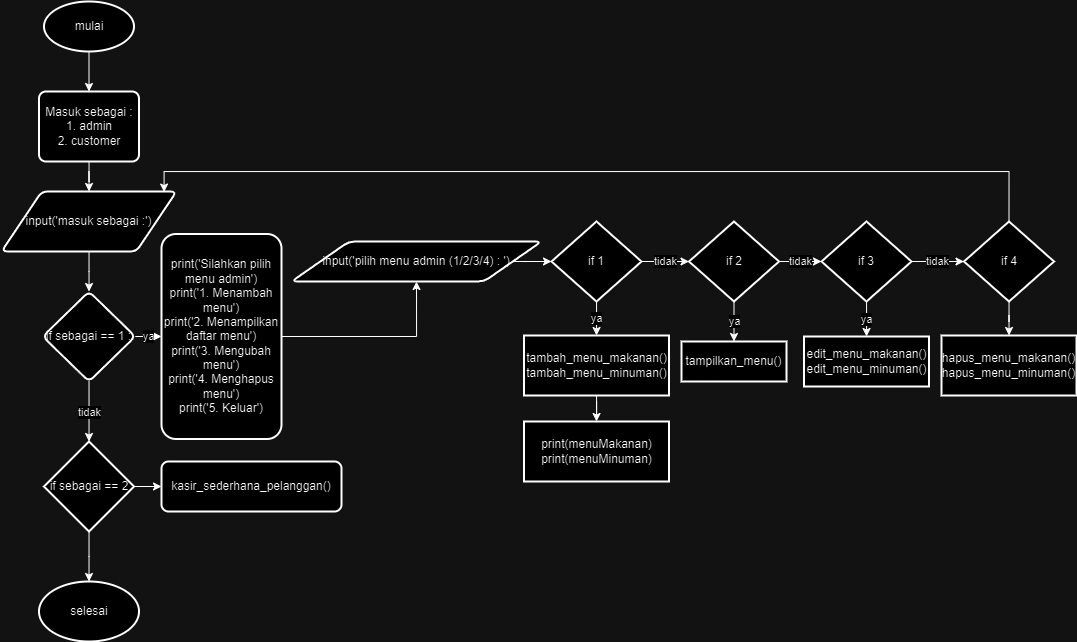 mulai
Masuk sebagai :
1. admin
2. customer
input('masuk sebagai :')
if sebagai == 1 :
ya
print('Silahkan pilih
menu admin')
print('1. Menambah
menu')
print('2. Menampilkan
daftar menu')
print('3. Mengubah
menu')
print('4. Menghapus
menu')
print('5. Keluar')
input('pilih menu admin (1/2/3/4) : ')
if 1
tidak
if 2
tidak
if 3
tidak
if 4
ya
ya
ya
tambah_menu_makanan()
tambah_menu_minuman()
tampilkan_menu()
edit_menu_makanan()
edit_menu_minuman()
hapus_menu_makanan()
hapus_menu_minuman()
print(menuMakanan)
print(menuMinuman)
tidak
if sebagai == 2
kasir_sederhana_pelanggan()
selesai